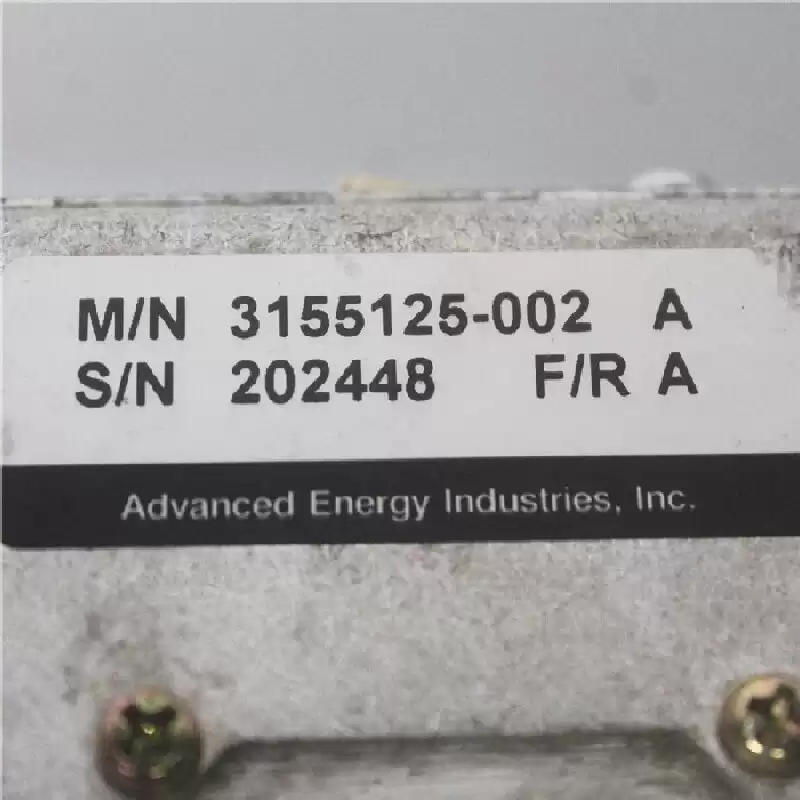 M/N 3155125-002 A
S/N 202448 F/R A
Advanced Energy Industries, Inc.